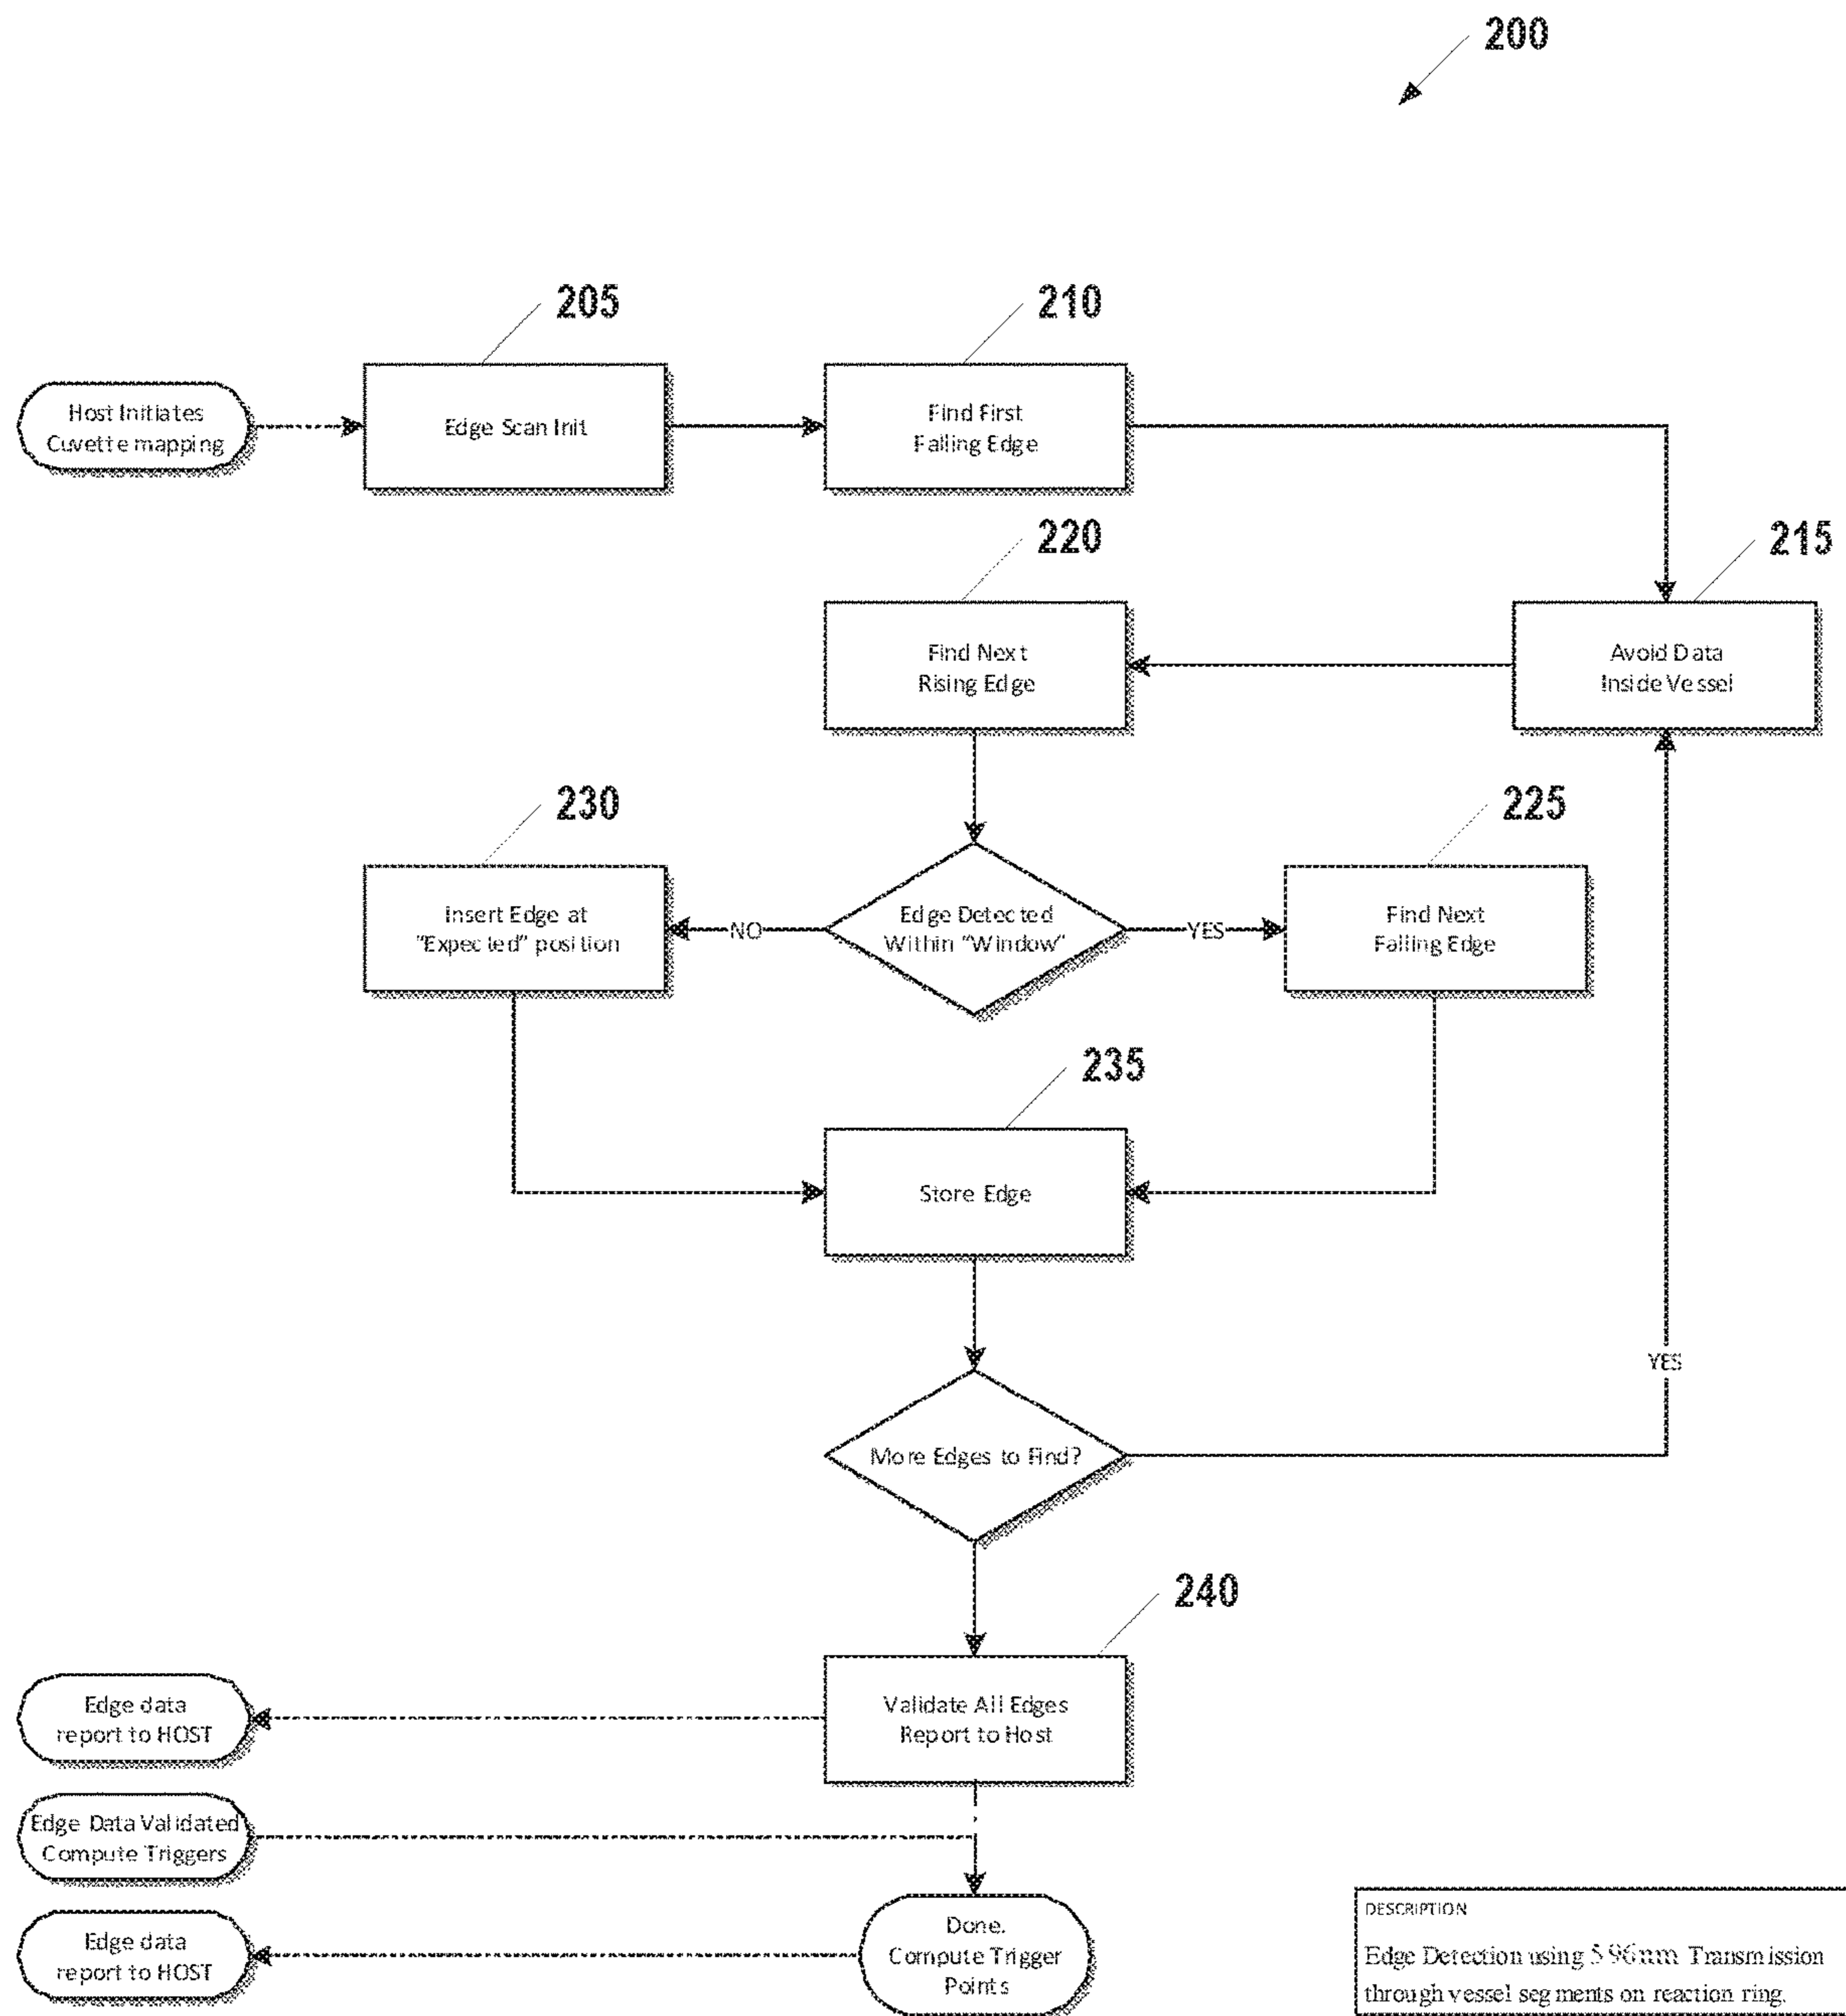 200
205
210
Host Initiates
Cuvette mapping
Edge Scan Init
Find First
Falling Edge
220
215
Find Next
Rising Edge
Avoid Data
Inside Vessel
230
225
Insert Edge at
"Expected" position
NO
Edge Detected
Within "Window"
YES
Find Next
Falling Edge
235
Store Edge
YES
More Edges to Find?
240
Edge data
report to HOST
Validate All Edges
Report to Host
Edge Data Validated
Compute Triggers
Edge data
report to HOST
Done.
Compute Trigger
Points
DESCRIPTION
Edge Detection using 596nm Transmission
through vessel segments on reaction ring.